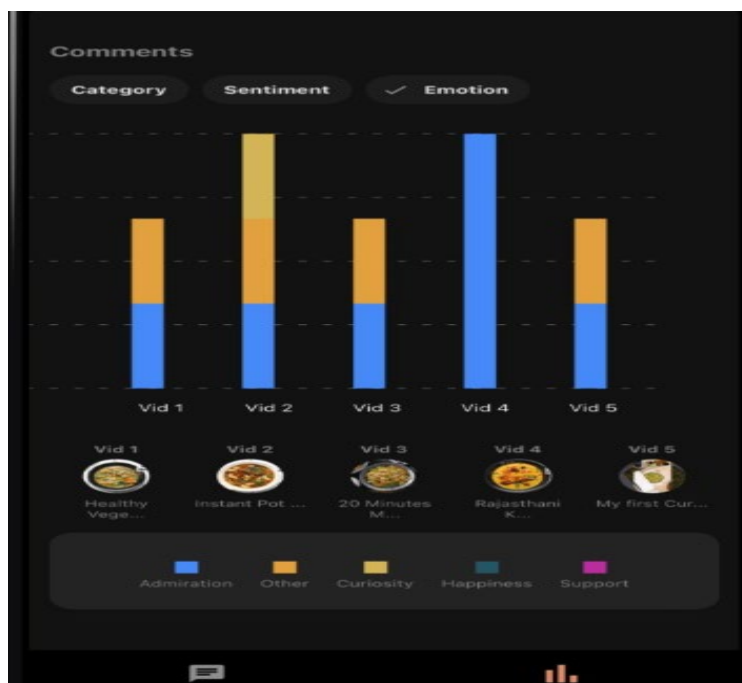 Comments
Category Sentiment Emotion
Vid 1 Vid 2 Vid 3 Vid 4 Vid 5
Vid 1 Vid 2 Vid 3 Vid 4 Vid 5
Healthy Vege... Instant Pot ... 20 Minutes M... Rajasthani K... My first Cur...
Admiration Other Curiosity Happiness Support